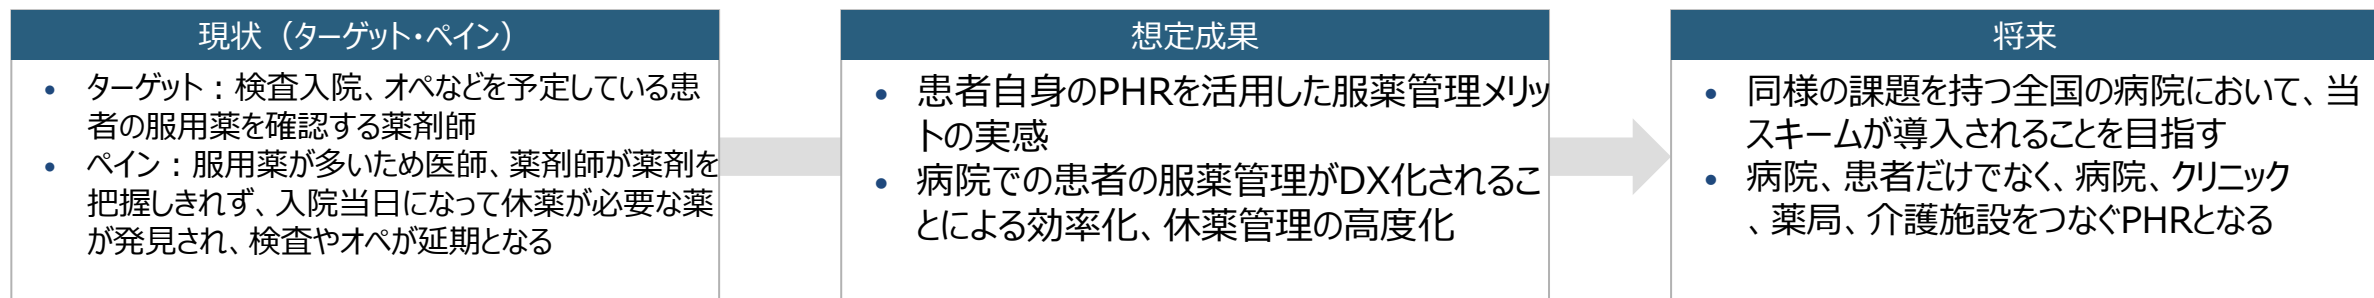 現状（ターゲット・ペイン）
• ターゲット：検査入院、オペなどを予定している患
者の服用薬を確認する薬剤師
• ペイン：服用薬が多いため医師、薬剤師が薬剤を
把握しきれず、入院当日になって休薬が必要な薬
が発見され、検査やオペが延期となる
想定成果
• 患者自身のPHRを活用した服薬管理メリッ
トの実感
• 病院での患者の服薬管理がDX化されるこ
とによる効率化、休薬管理の高度化
将来
• 同様の課題を持つ全国の病院において、当
スキームが導入されることを目指す
• 病院、患者だけでなく、病院、クリニック
、薬局、介護施設をつなぐPHRとなる